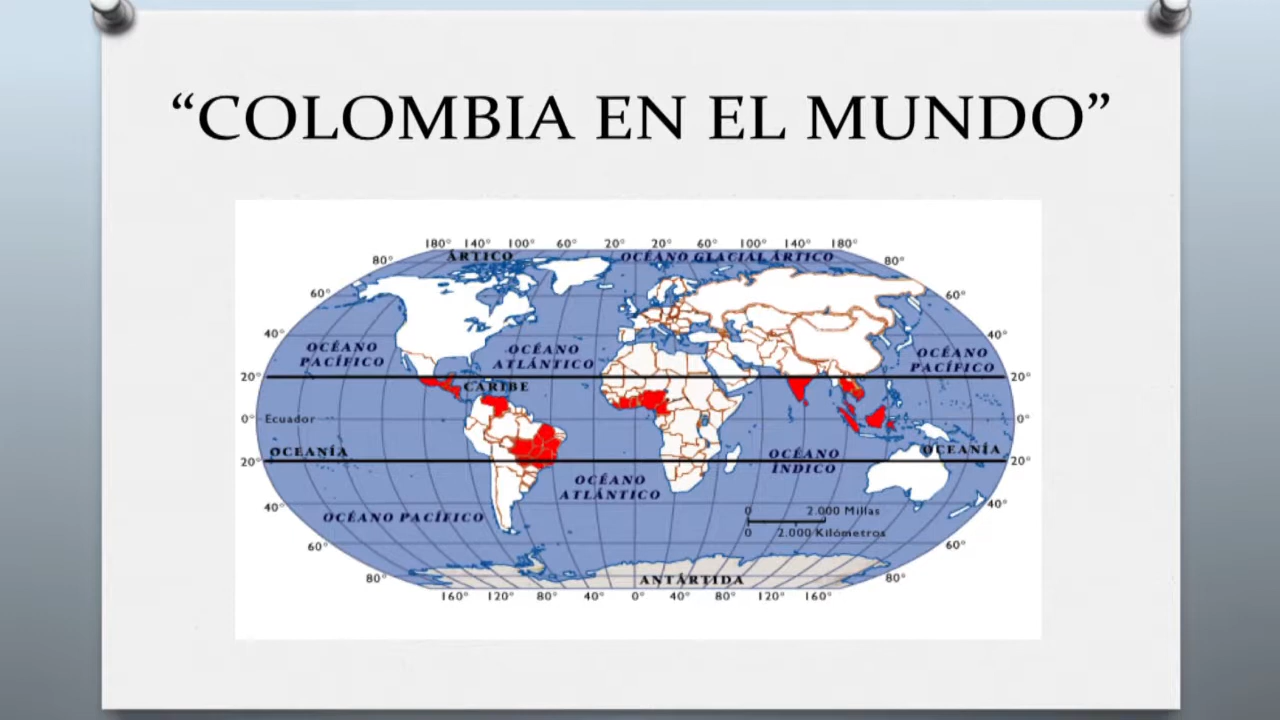 “COLOMBIA EN EL MUNDO”
180° 140° 100° 60° 20° 20° 60° 100° 140° 180°
80° ÁRTICO OCÉANO GLACIAL ÁRTICO 80°
60° 60°
40° 40°
OCÉANO PACÍFICO
OCÉANO ATLÁNTICO
OCÉANO PACÍFICO
20° 20°
CARIBE
0° Ecuador 0°
OCEANÍA OCEANÍA
20° 20°
OCÉANO ÍNDICO
OCÉANO ATLÁNTICO
40° 40°
OCÉANO PACÍFICO
0 2.000 Millas
0 2.000 Kilómetros
60° 60°
80° ANTÁRTIDA 80°
160° 120° 80° 40° 0° 40° 80° 120° 160°